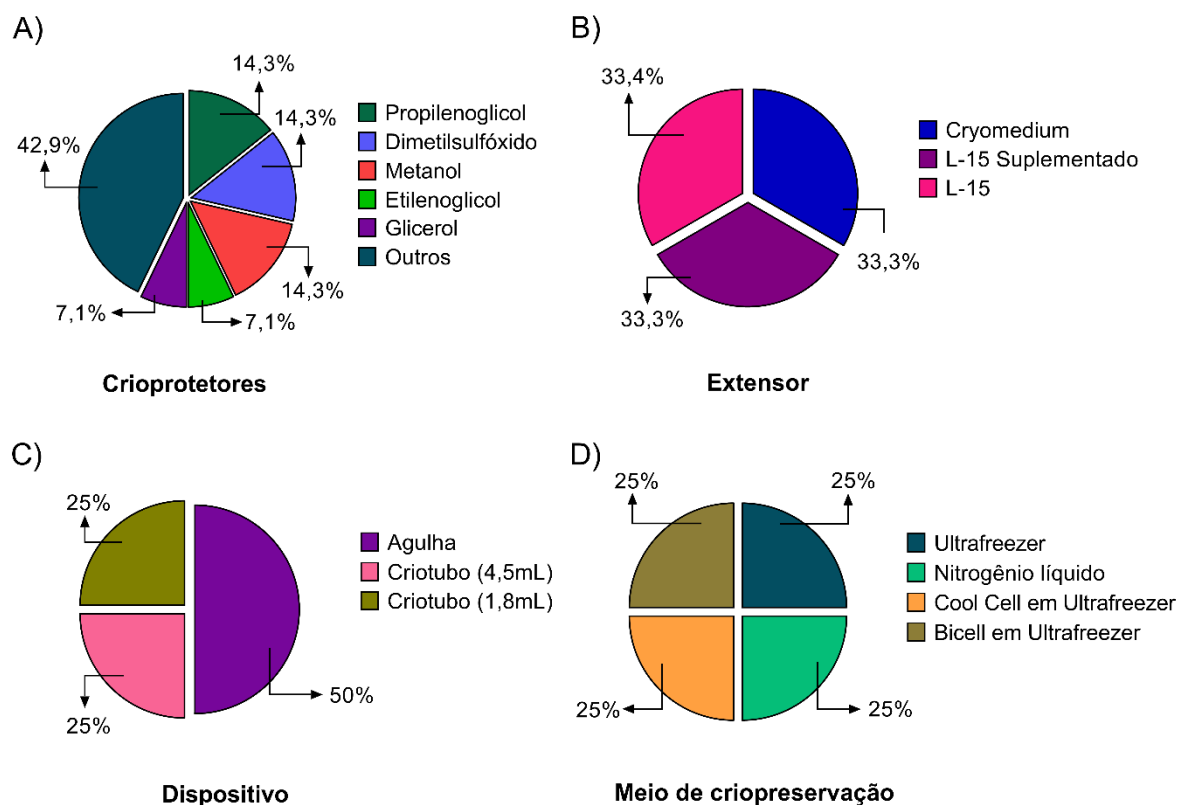 A)
14,3%
14,3%
42,9%
14,3%
7,1%
7,1%
Propilenoglicol
Dimetilsulfóxido
Metanol
Etilenoglicol
Glicerol
Outros
Crioprotetores
B)
33,4%
33,3%
33,3%
Cryomedium
L-15 Suplementado
L-15
Extensor
C)
25%
25%
50%
Agulha
Criotubo (4,5mL)
Criotubo (1,8mL)
Dispositivo
D)
25%
25%
25%
25%
Ultrafreezer
Nitrogênio líquido
Cool Cell em Ultrafreezer
Bicell em Ultrafreezer
Meio de criopreservação